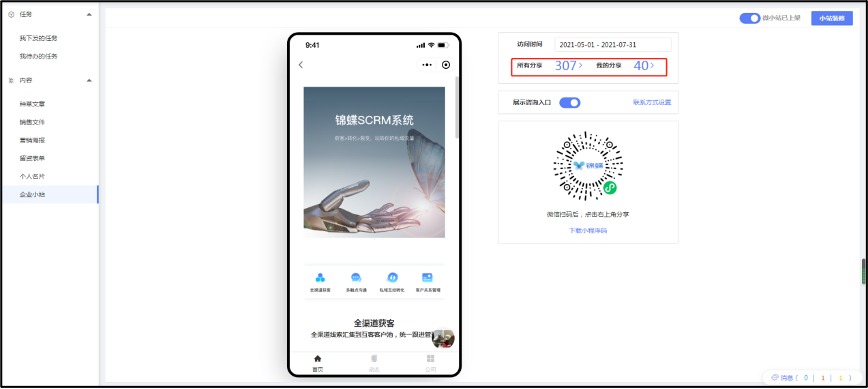 任务
我下发的任务
我待办的任务
内容
种草文章
销售文件
营销海报
留资表单
个人名片
企业小站
微小站已上架
小站装修
9:41
锦蝶SCRM系统
全渠道获客
多触点沟通
私域互动转化
客户关系管理
全渠道获客
全渠道线索汇集到互客客户池，统一跟进管
首页
访问时间
2021-05-01 - 2021-07-31
所有分享 307 >
我的分享 40 >
展示咨询入口
联系方式设置
锦蝶
微信扫码后，点击右上角分享
下载小程序码
消息 ( 0 | 1 | 1 )